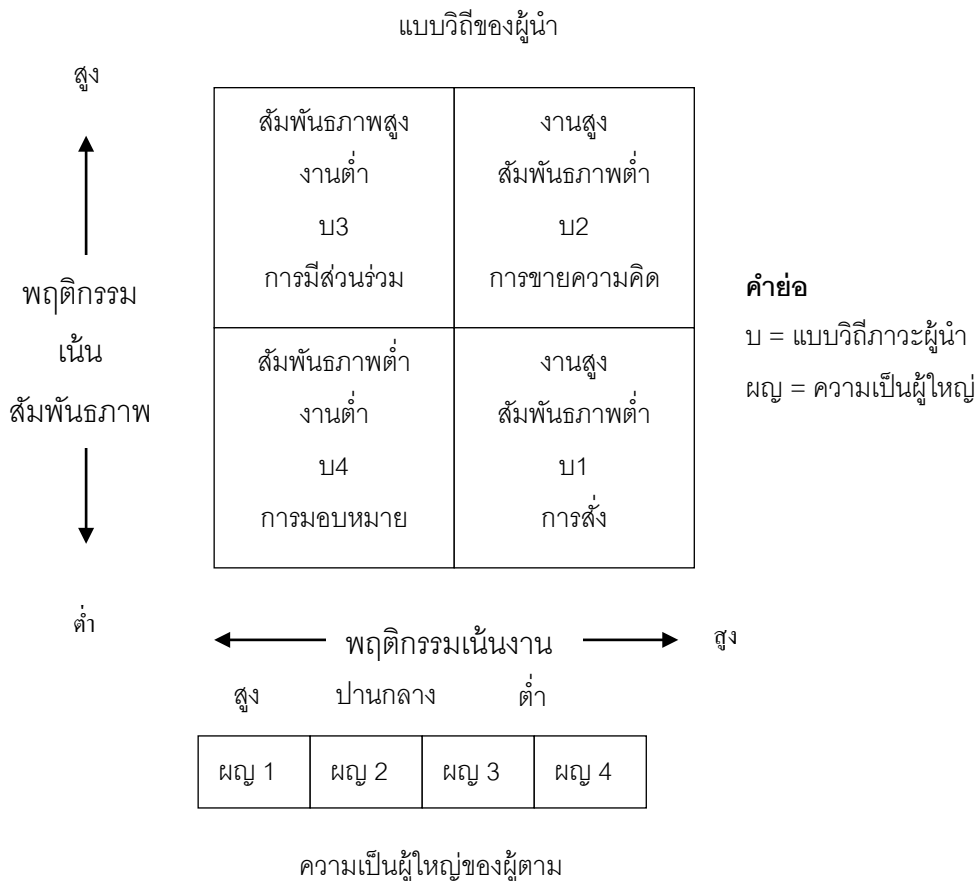 แบบวิถีของผู้นำ
สูง
สัมพันธภาพสูง
งานต่ำ
บ3
การมีส่วนร่วม
งานสูง
สัมพันธภาพต่ำ
บ2
การขายความคิด
พฤติกรรม
เน้น
สัมพันธภาพ
คำย่อ
บ = แบบวิถีภาวะผู้นำ
ผญ = ความเป็นผู้ใหญ่
สัมพันธภาพต่ำ
งานต่ำ
บ4
การมอบหมาย
งานสูง
สัมพันธภาพต่ำ
บ1
การสั่ง
ต่ำ
พฤติกรรมเน้นงาน
สูง
สูง ปานกลาง ต่ำ
ผญ 1 ผญ 2 ผญ 3 ผญ 4
ความเป็นผู้ใหญ่ของผู้ตาม